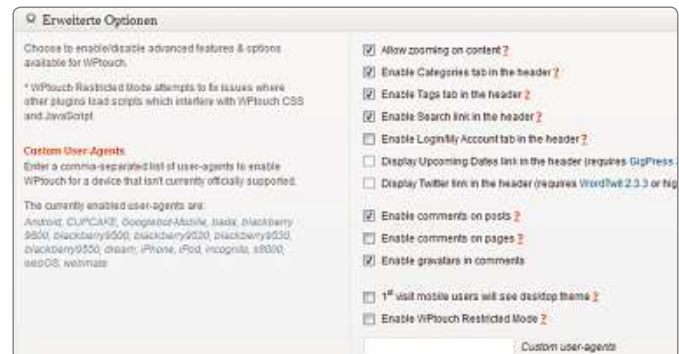 Erweiterte Optionen
Choose to enable/disable advanced features & options
available for WPtouch.
* WPtouch Restricted Mode attempts to fix issues where
other plugins load scripts which interfere with WPtouch CSS
and JavaScript
Custom User-Agents
Enter a comma-separated list of user-agents to enable
WPtouch for a device that isn't currently officially supported.
The currently enabled user-agents are:
Android, CUPCAKE, Googlebot-Mobile, bada, blackberry
9500, blackberry9500, blackberry9520, blackberry9530,
blackberry9550, dream, iPhone, iPod, incognito, s8000,
webOS, webmate
Allow zooming on content ?
Enable Categories tab in the header ?
Enable Tags tab in the header ?
Enable Search link in the header ?
Enable Login/My Account tab in the header ?
Display Upcoming Dates link in the header (requires GigPress
Display Twitter link in the header (requires WordTwit 2.3.3 or hig
Enable comments on posts ?
Enable comments on pages ?
Enable gravatars in comments
1st visit mobile users will see desktop theme ?
Enable WPtouch Restricted Mode ?
Custom user-agents